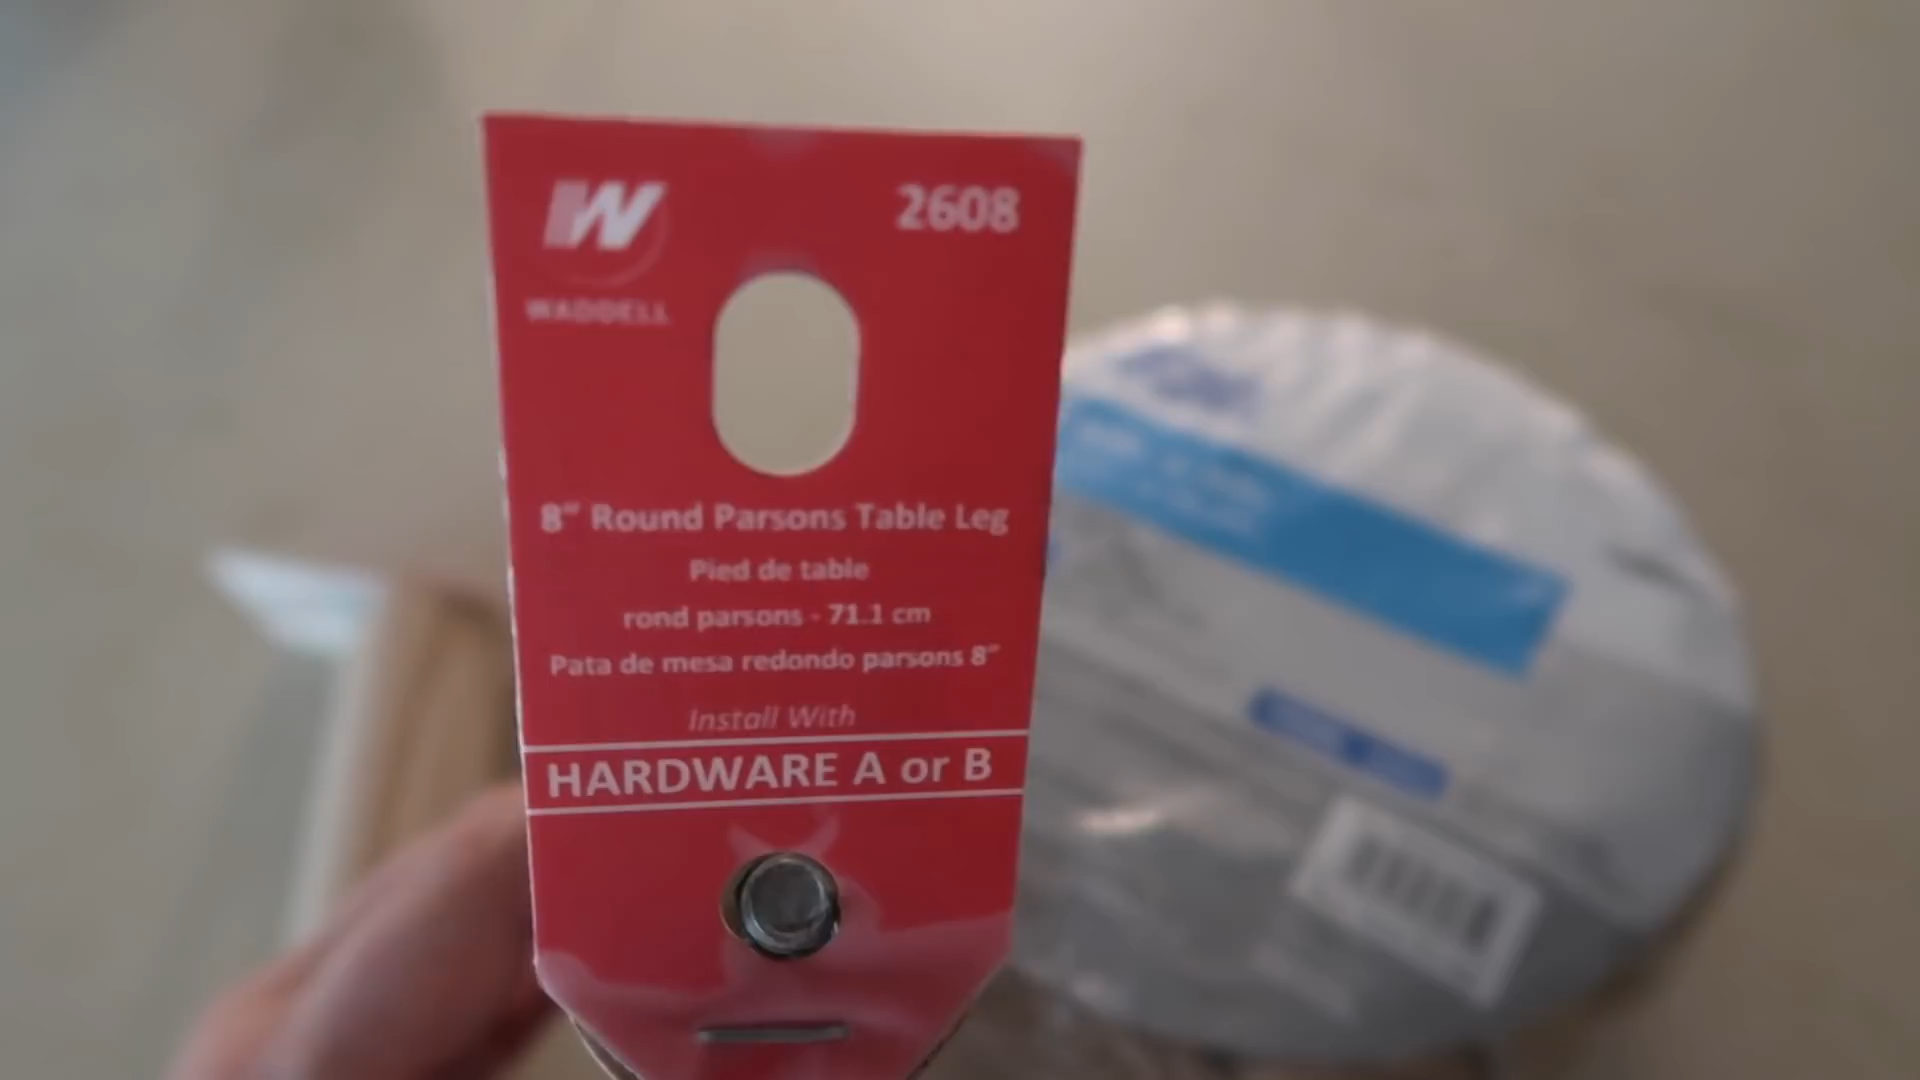 W
2608
WADDELL
8" Round Parsons Table Leg
Pied de table
rond parsons - 71.1 cm
Pata de mesa redondo parsons 8"
Install With
HARDWARE A or B